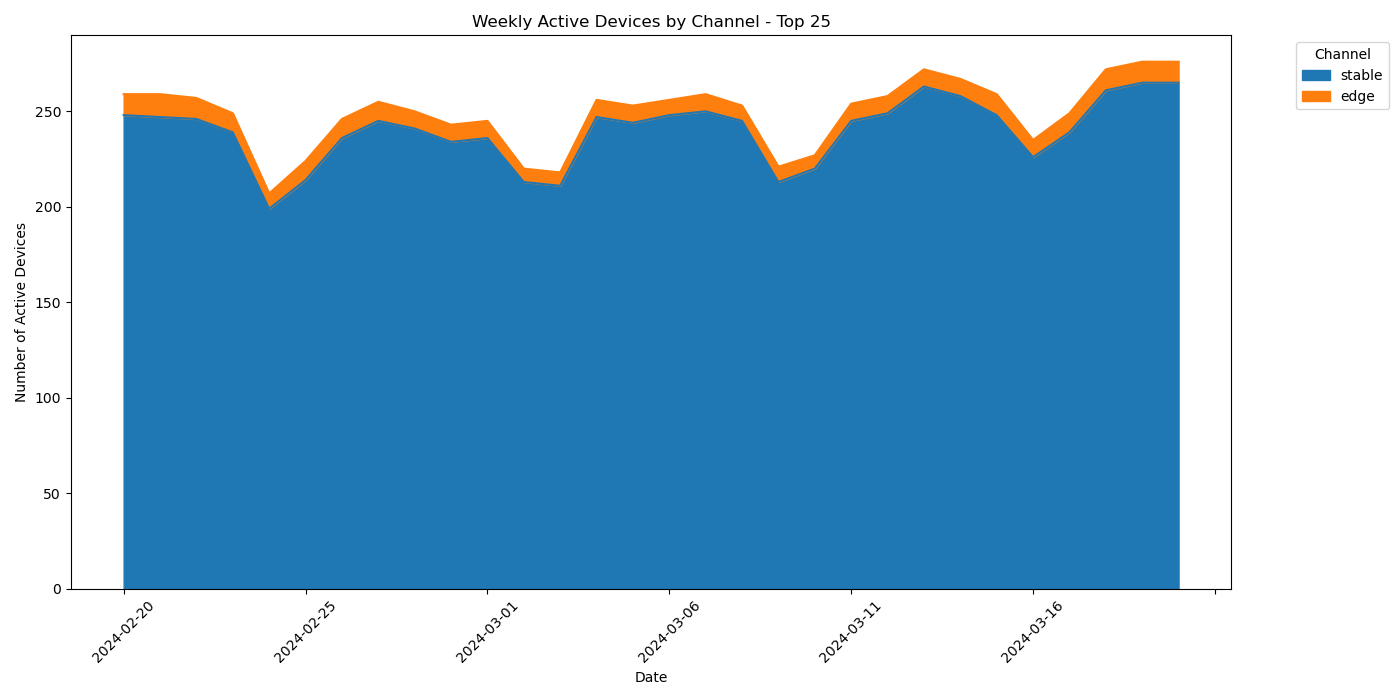 Weekly Active Devices by Channel - Top 25
Channel
stable
edge
Number of Active Devices
250
200
150
100
50
0
2024-02-20
2024-02-25
2024-03-01
2024-03-06
2024-03-11
2024-03-16
Date